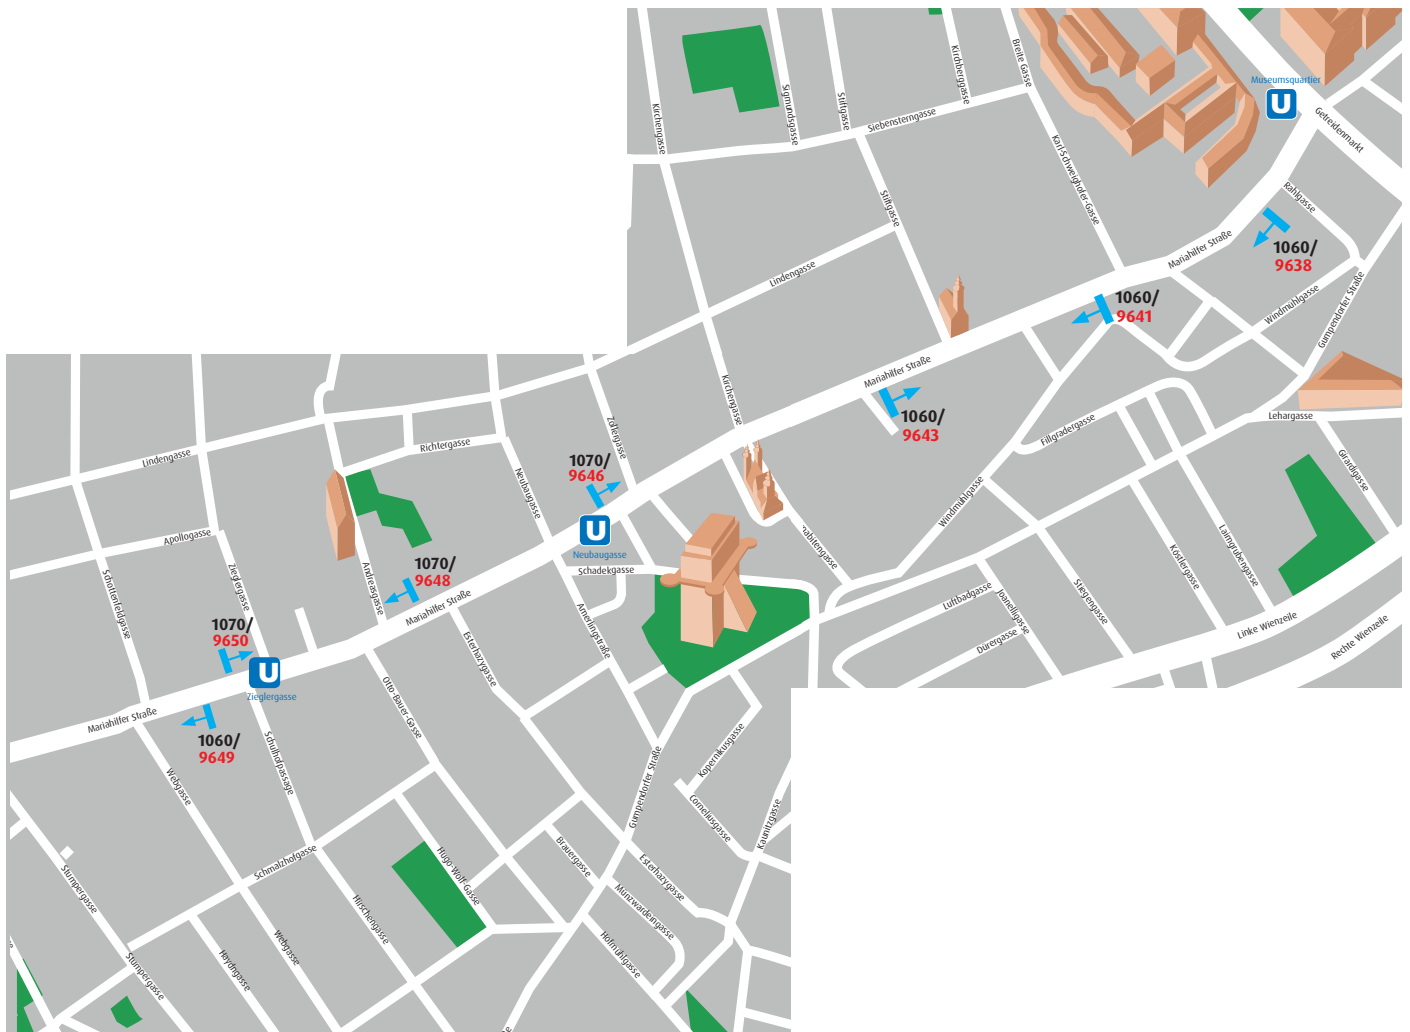 Museumsquartier
U
Getreidenmarkt
Breite Gasse
Kirchberggasse
Siebensterngasse
Stiftgasse
Sigmundsgasse
Kirchengasse
Karl-Schweighofer-Gasse
Rahlgasse
Stiftgasse
Mariahilfer Straße
1060/
9638
Lindengasse
1060/
9641
Windmühlgasse
Gumpendorfer Straße
Mariahilfer Straße
Kirchengasse
1060/
9643
Lehargasse
Fillgradergasse
Girardigasse
Zollergasse
Richtergasse
Lindengasse
1070/
9646
Neubaugasse
Windmühlgasse
U
Neubaugasse
Apollogasse
Laimgrubengasse
Köstlergasse
Schadekgasse
Zieglergasse
Schottenfeldgasse
Andreasgasse
1070/
9648
Mariahilfer Straße
Amerlingstraße
Esterhazygasse
Luftbadgasse
Joanelligasse
Stiegengasse
Dürergasse
Linke Wienzeile
Rechte Wienzeile
1070/
9650
U
Zieglergasse
Otto-Bauer-Gasse
Mariahilfer Straße
1060/
9649
Schulhofpassage
Webgasse
Kopernikusgasse
Gumpendorfer Straße
Corneliusgasse
Kaunitzgasse
Schmalzhofgasse
Hugo-Wolf-Gasse
Brauergasse
Esterhazygasse
Münzwardeingasse
Stumpergasse
Hirschengasse
Webgasse
Haydngasse
Stumpergasse
Hofmühlgasse